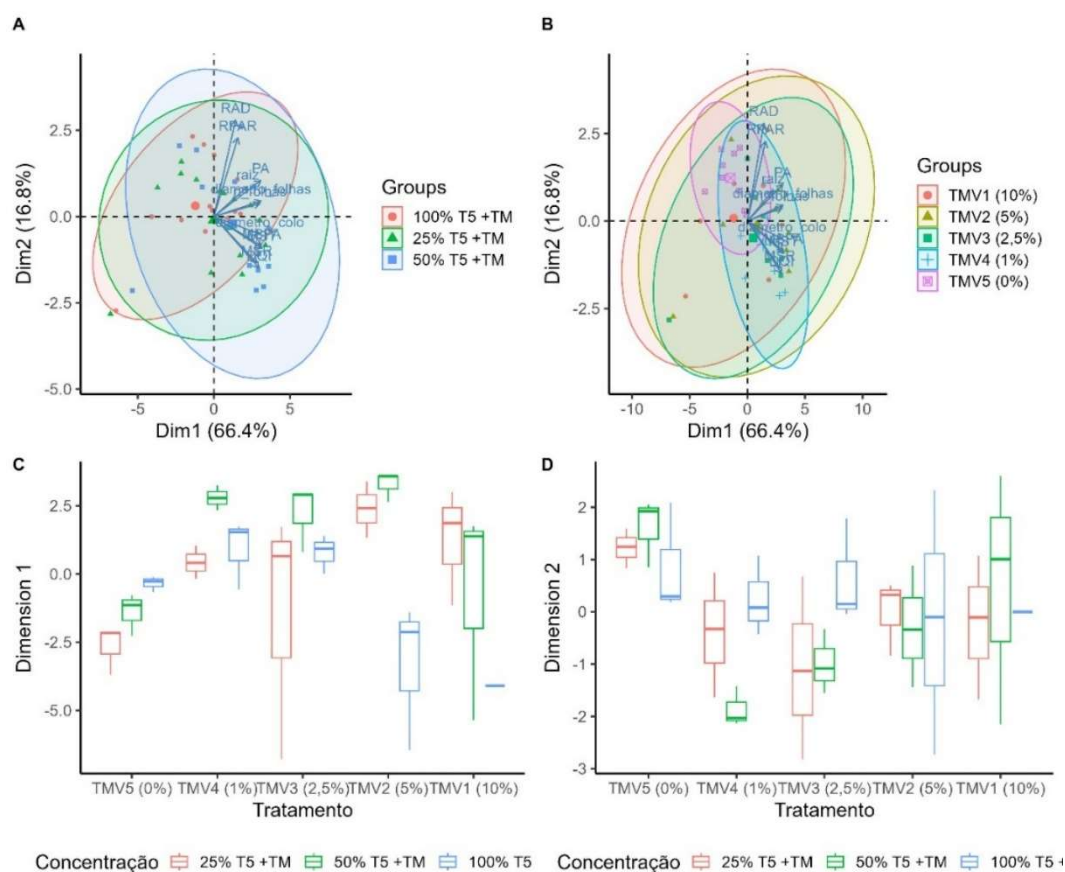 A
2.5
0.0
-2.5
-5.0
Dim2 (16.8%)
RAD
PA
raiz
-5 0 5
Dim1 (66.4%)
Groups
100% T5 +TM
25% T5 +TM
50% T5 +TM
B
2.5
0.0
-2.5
Dim2 (16.8%)
RAD
PA
raiz
-10 -5 0 5 10
Dim1 (66.4%)
Groups
TMV1 (10%)
TMV2 (5%)
TMV3 (2,5%)
TMV4 (1%)
TMV5 (0%)
C
2.5
0.0
-2.5
-5.0
Dimension 1
TMV5 (0%) TMV4 (1%) TMV3 (2,5%) TMV2 (5%) TMV1 (10%)
Tratamento
D
2
1
0
-1
-2
-3
Dimension 2
TMV5 (0%) TMV4 (1%) TMV3 (2,5%) TMV2 (5%) TMV1 (10%)
Tratamento
Concentração 25% T5 +TM 50% T5 +TM 100% T5
Concentração 25% T5 +TM 50% T5 +TM 100% T5 +